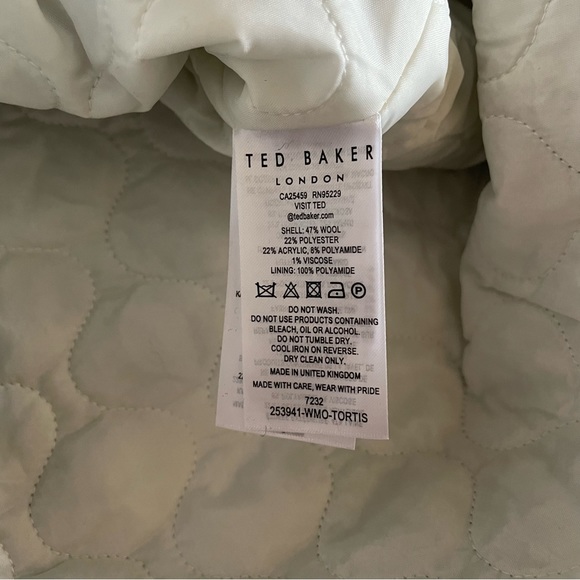 TED BAKER
LONDON
CA25459 RN95229
VISIT TED
@tedbaker.com
SHELL: 47% WOOL
22% POLYESTER
22% ACRYLIC, 8% POLYAMIDE
1% VISCOSE
LINING: 100% POLYAMIDE
DO NOT WASH.
DO NOT USE PRODUCTS CONTAINING
BLEACH, OIL OR ALCOHOL.
DO NOT TUMBLE DRY.
COOL IRON ON REVERSE.
DRY CLEAN ONLY.
MADE IN UNITED KINGDOM
MADE WITH CARE, WEAR WITH PRIDE
7232
253941-WMO-TORTIS